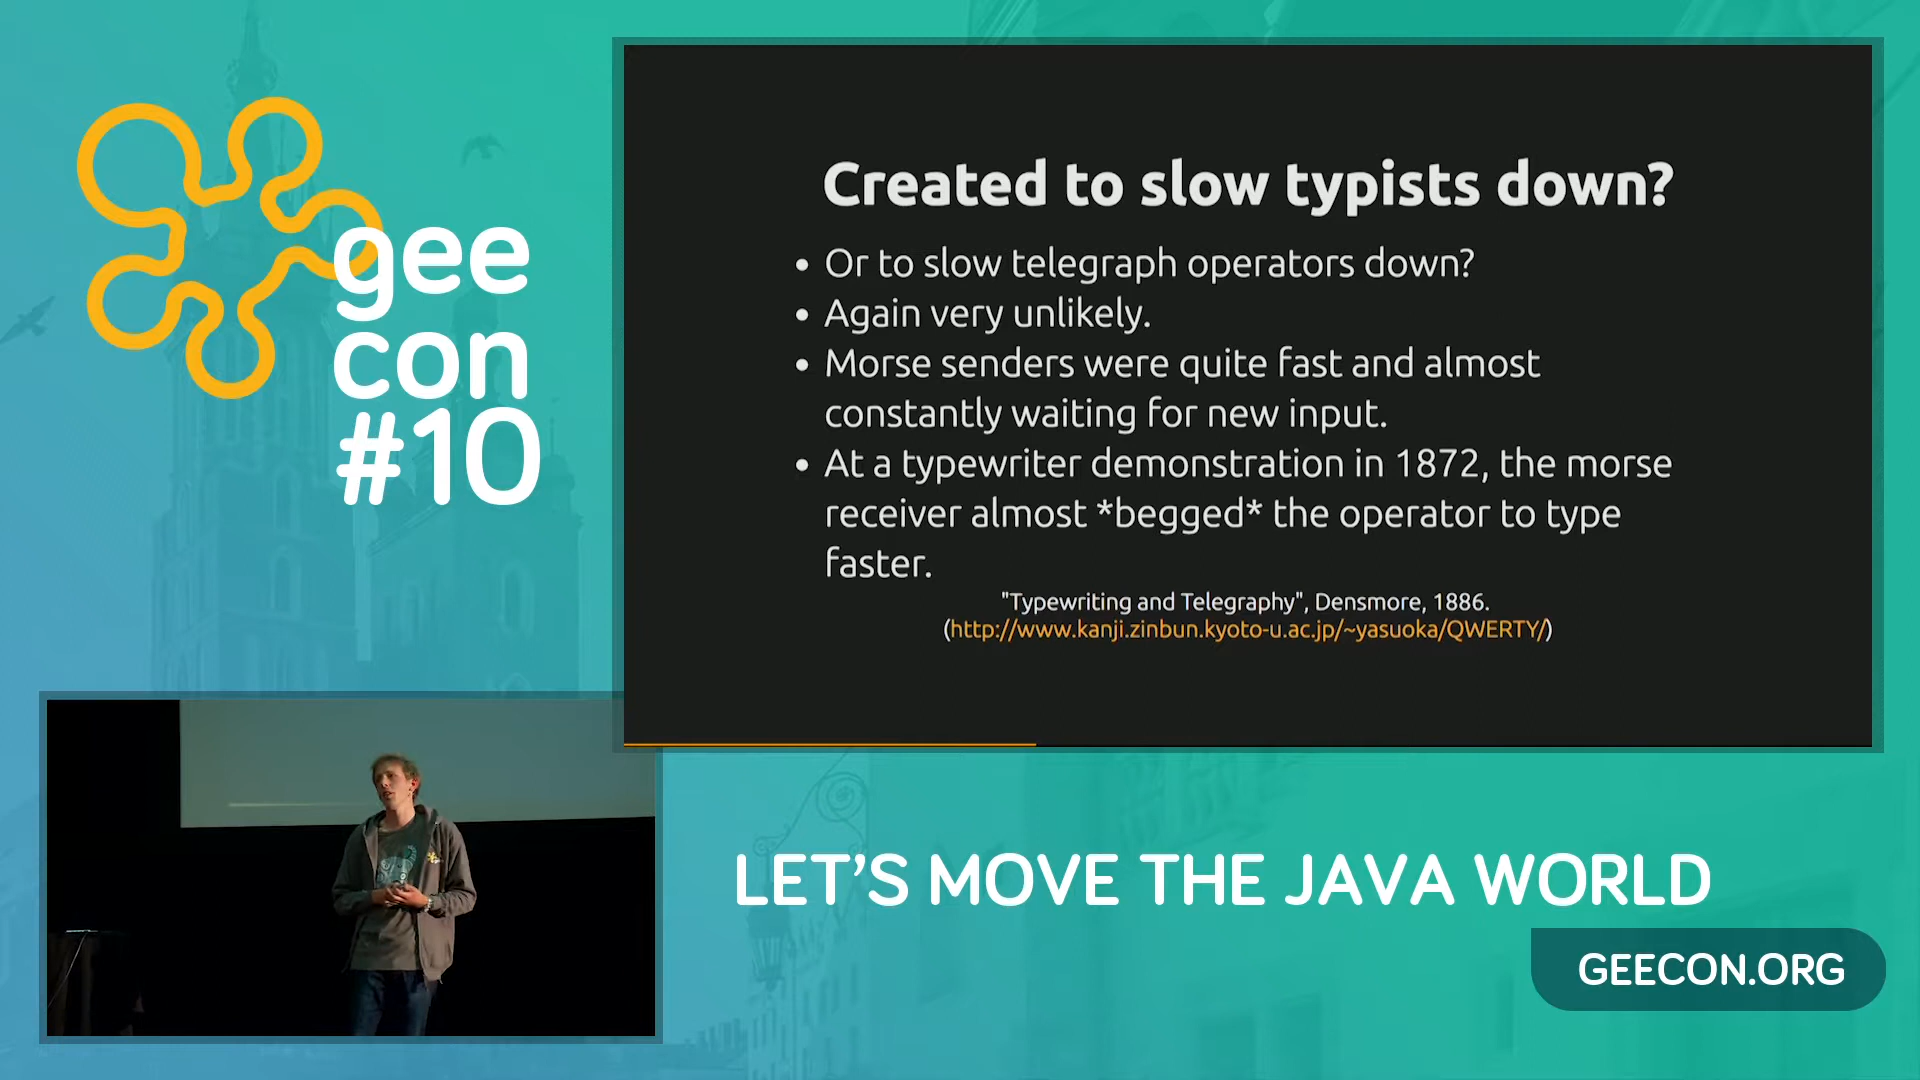 gee
con
#10
Created to slow typists down?
• Or to slow telegraph operators down?
• Again very unlikely.
• Morse senders were quite fast and almost
constantly waiting for new input.
• At a typewriter demonstration in 1872, the morse
receiver almost *begged* the operator to type
faster.
"Typewriting and Telegraphy", Densmore, 1886.
(http://www.kanji.zinbun.kyoto-u.ac.jp/~yasuoka/QWERTY/)
LET'S MOVE THE JAVA WORLD
GEECON.ORG